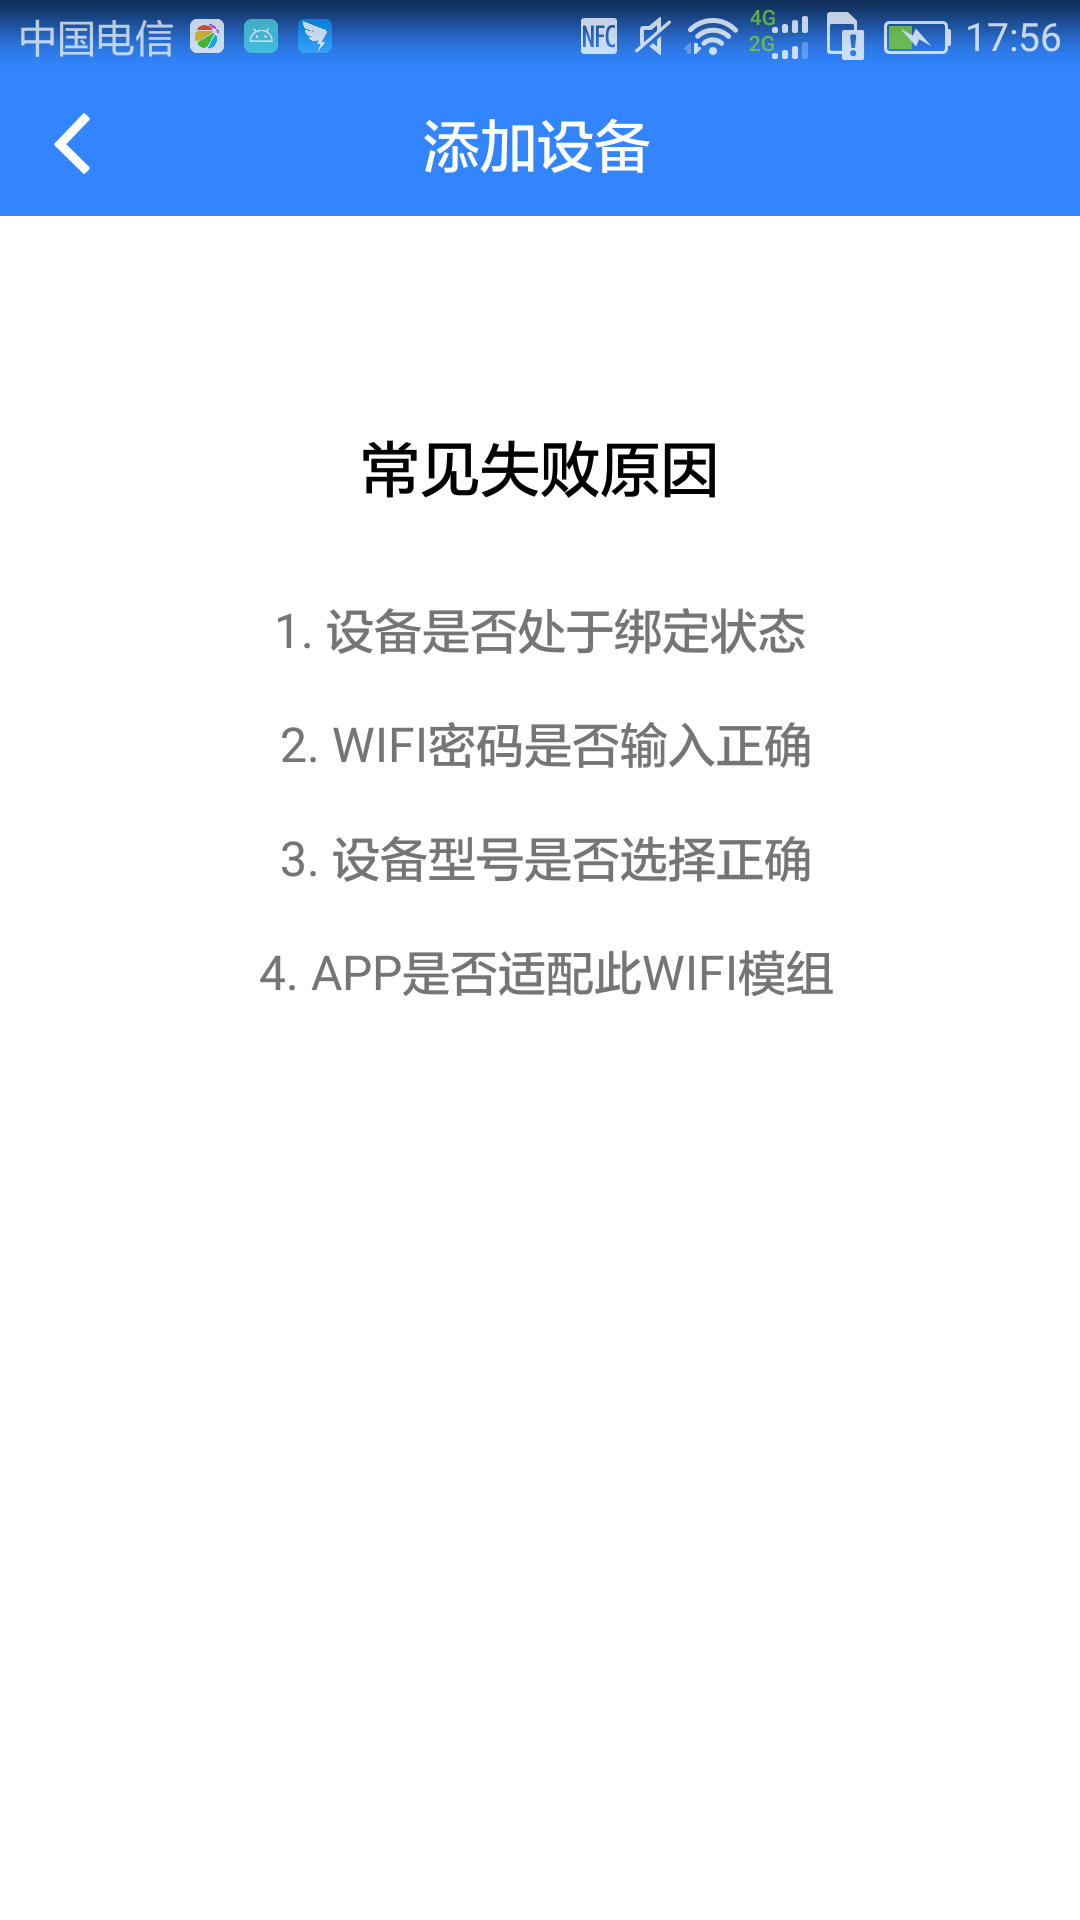 中国电信 NFC 4G 2G 17:56
添加设备
常见失败原因
1. 设备是否处于绑定状态
2. WIFI密码是否输入正确
3. 设备型号是否选择正确
4. APP是否适配此WIFI模组